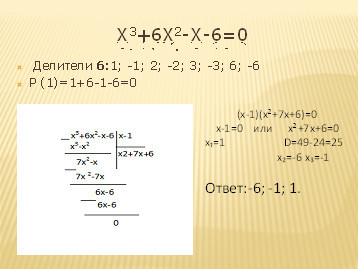 X³+6X²-X-6=0
Делители 6:1; -1; 2; -2; 3; -3; 6; -6
P (1)=1+6-1-6=0
x³+6x²-x-6 x-1
x³-x² x2+7x+6
7x²-x
7x ²-7x
6x-6
6x-6
0
(x-1)(x²+7x+6)=0
x-1=0 или x²+7x+6=0
x₁=1 D=49-24=25
x₂=-6 x₃=-1
Ответ:-6; -1; 1.